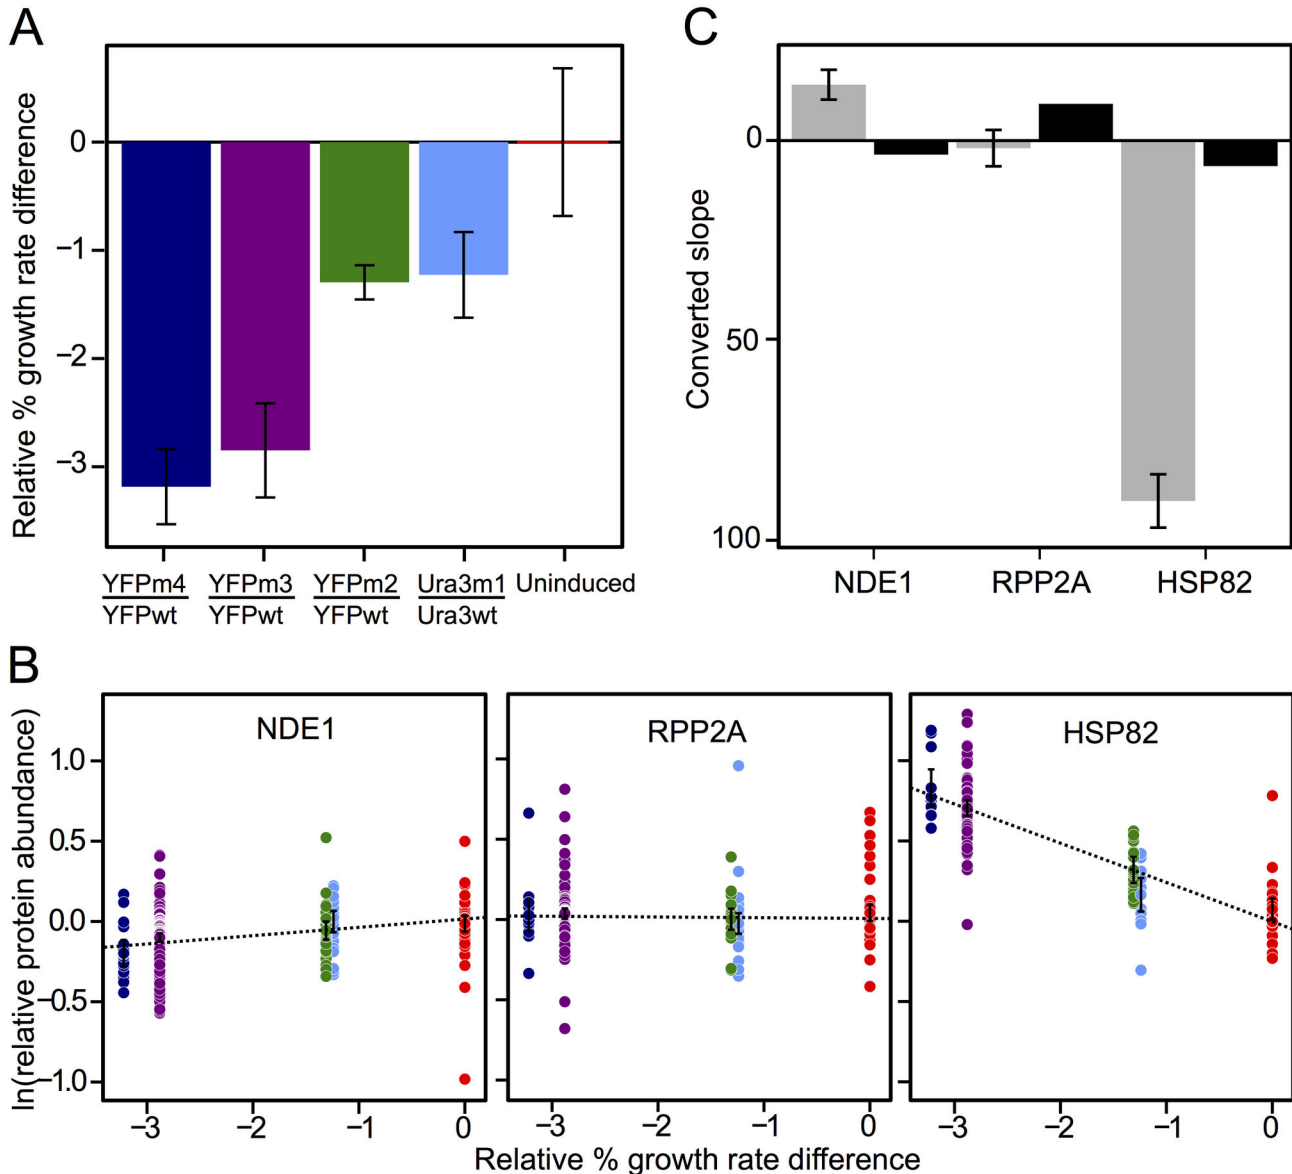 A
Relative % growth rate difference
0
−1
−2
−3
YFPm4 YFPm3 YFPm2 Ura3m1 Uninduced
YFPwt YFPwt YFPwt Ura3wt
C
Converted slope
0
50
100
NDE1 RPP2A HSP82
B
ln(relative protein abundance)
NDE1 RPP2A HSP82
1.0
0.5
0.0
−0.5
−1.0
−3 −2 −1 0 −3 −2 −1 0 −3 −2 −1 0
Relative % growth rate difference